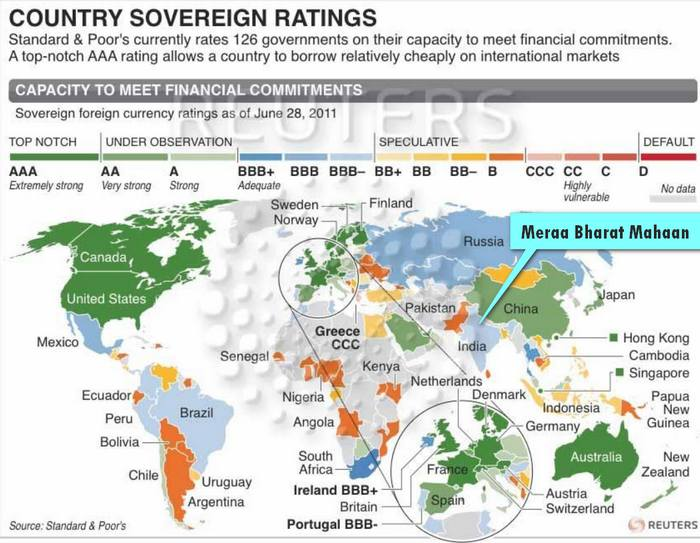 COUNTRY SOVEREIGN RATINGS
Standard & Poor's currently rates 126 governments on their capacity to meet financial commitments.
A top-notch AAA rating allows a country to borrow relatively cheaply on international markets
CAPACITY TO MEET FINANCIAL COMMITMENTS
REUTERS
Sovereign foreign currency ratings as of June 28, 2011
TOP NOTCH UNDER OBSERVATION SPECULATIVE DEFAULT
AAA AA A BBB+ BBB BBB– BB+ BB BB– B CCC CC C D
Extremely strong Very strong Strong Adequate Highly
vulnerable
No data
Sweden
Finland
Norway
Russia
Meraa Bharat Mahaan
Canada
United States
Mexico
Pakistan
China
Japan
Greece
CCC
India
Hong Kong
Cambodia
Senegal
Kenya
Singapore
Netherlands
Denmark
Ecuador
Nigeria
Indonesia
Papua
New
Guinea
Peru
Brazil
Angola
Germany
Bolivia
South
Africa
France
Australia
New
Zealand
Chile
Uruguay
Argentina
Ireland BBB+
Spain
Austria
Britain
Switzerland
Portugal BBB-
Source: Standard & Poor's
REUTERS